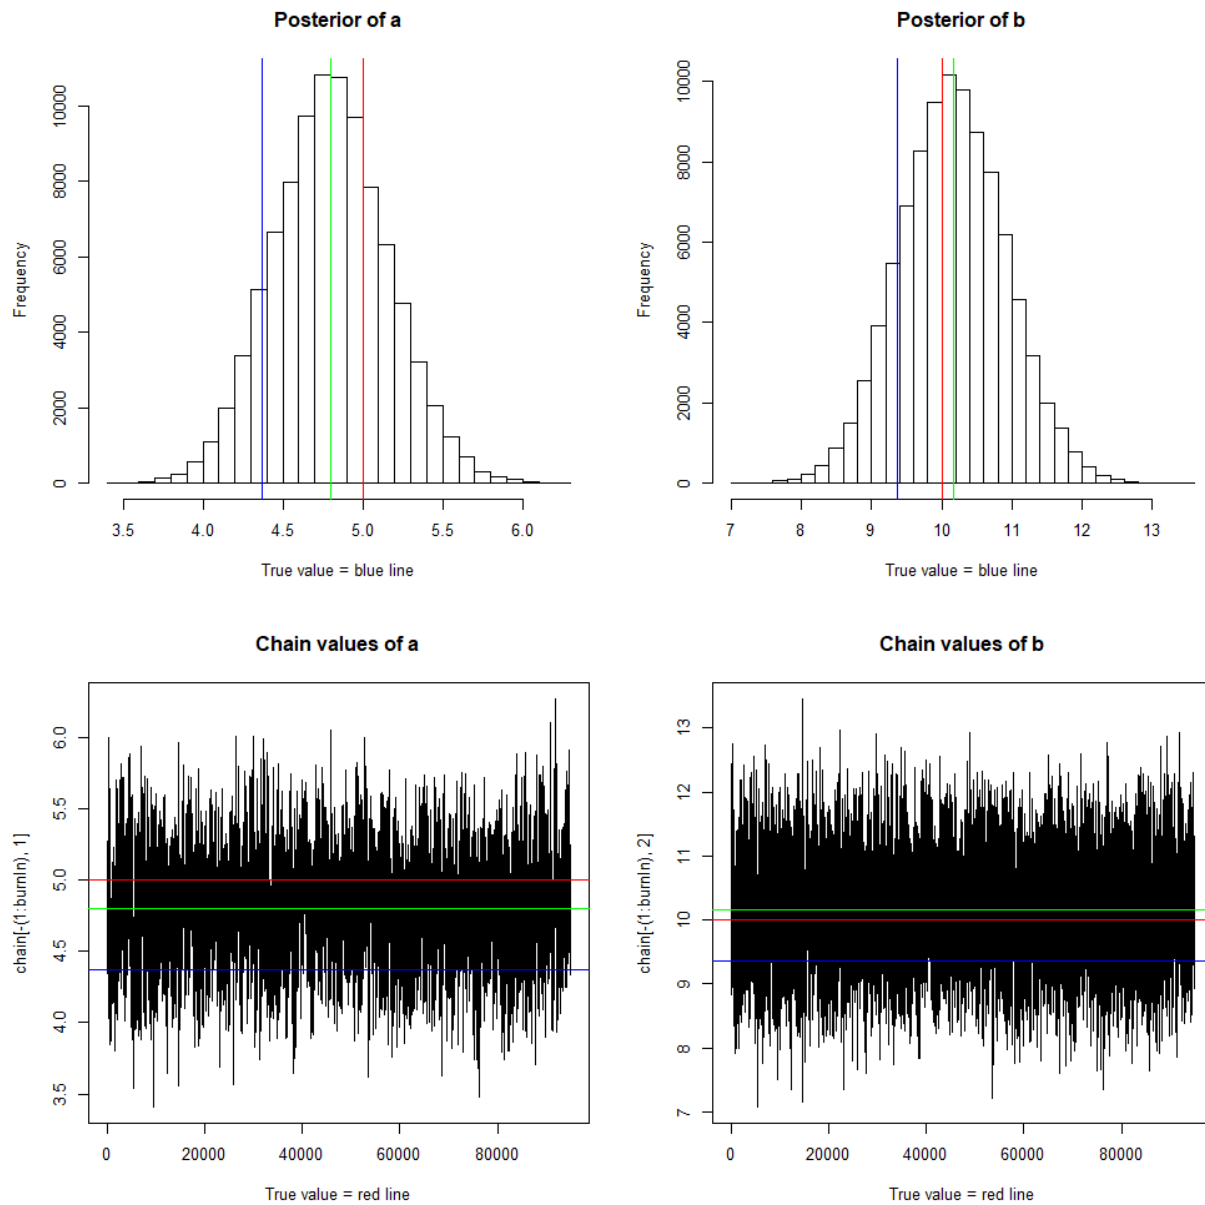 Posterior of a
Frequency
0
2000
4000
6000
8000
10000
3.5 4.0 4.5 5.0 5.5 6.0
True value = blue line
Posterior of b
Frequency
0
2000
4000
6000
8000
10000
7 8 9 10 11 12 13
True value = blue line
Chain values of a
chain[-(1:burnIn), 1]
3.5
4.0
4.5
5.0
5.5
6.0
0 20000 40000 60000 80000
True value = red line
Chain values of b
chain[-(1:burnIn), 2]
7
8
9
10
11
12
13
0 20000 40000 60000 80000
True value = red line